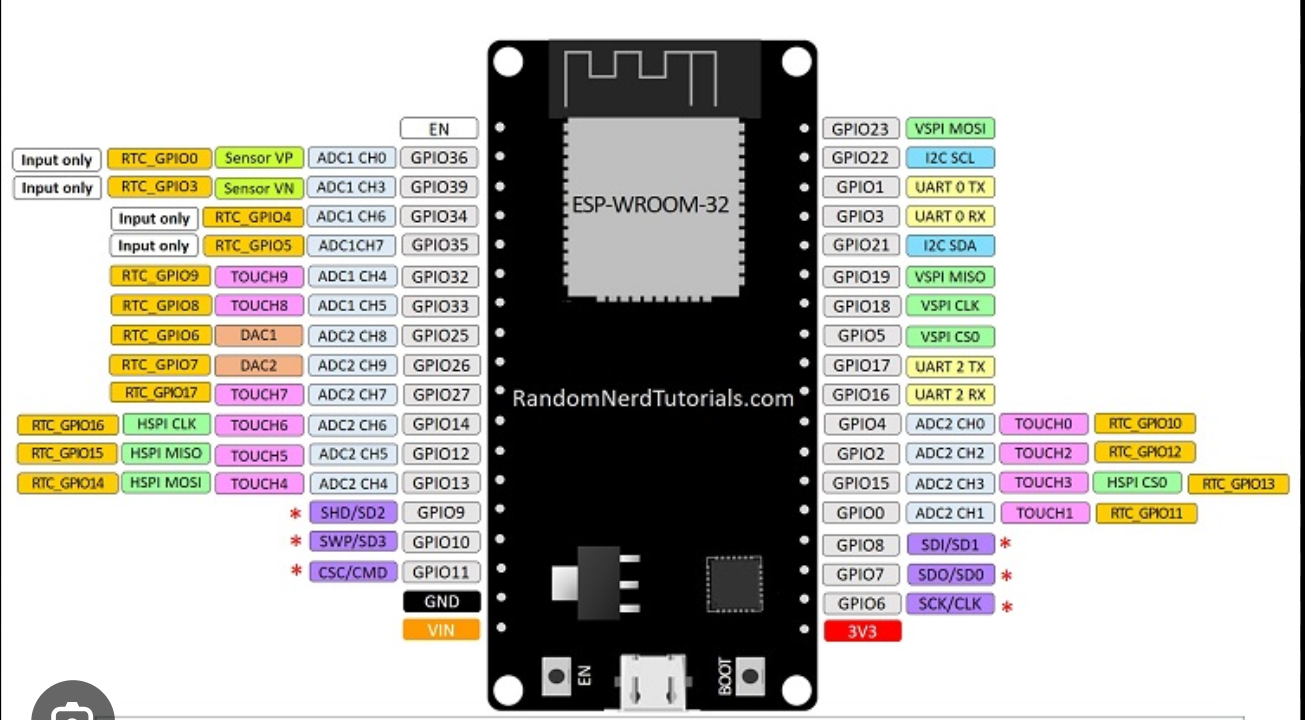 EN
Input only RTC_GPIO0 Sensor VP ADC1 CH0 GPIO36
Input only RTC_GPIO3 Sensor VN ADC1 CH3 GPIO39
Input only RTC_GPIO4 ADC1 CH6 GPIO34
Input only RTC_GPIO5 ADC1CH7 GPIO35
RTC_GPIO9 TOUCH9 ADC1 CH4 GPIO32
RTC_GPIO8 TOUCH8 ADC1 CH5 GPIO33
RTC_GPIO6 DAC1 ADC2 CH8 GPIO25
RTC_GPIO7 DAC2 ADC2 CH9 GPIO26
RTC_GPIO17 TOUCH7 ADC2 CH7 GPIO27
RTC_GPIO16 HSPI CLK TOUCH6 ADC2 CH6 GPIO14
RTC_GPIO15 HSPI MISO TOUCH5 ADC2 CH5 GPIO12
RTC_GPIO14 HSPI MOSI TOUCH4 ADC2 CH4 GPIO13
* SHD/SD2 GPIO9
* SWP/SD3 GPIO10
* CSC/CMD GPIO11
GND
VIN
ESP-WROOM-32
RandomNerdTutorials.com
EN
BOOT
GPIO23 VSPI MOSI
GPIO22 I2C SCL
GPIO1 UART 0 TX
GPIO3 UART 0 RX
GPIO21 I2C SDA
GPIO19 VSPI MISO
GPIO18 VSPI CLK
GPIO5 VSPI CS0
GPIO17 UART 2 TX
GPIO16 UART 2 RX
GPIO4 ADC2 CH0 TOUCH0 RTC_GPIO10
GPIO2 ADC2 CH2 TOUCH2 RTC_GPIO12
GPIO15 ADC2 CH3 TOUCH3 HSPI CS0 RTC_GPIO13
GPIO0 ADC2 CH1 TOUCH1 RTC_GPIO11
GPIO8 SDI/SD1 *
GPIO7 SDO/SD0 *
GPIO6 SCK/CLK *
3V3